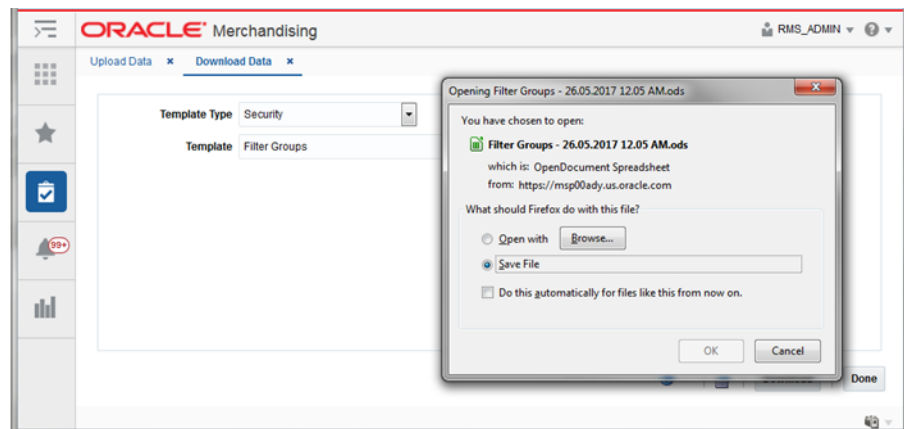 ORACLE® Merchandising
RMS_ADMIN
Upload Data ×
Download Data ×
Template Type Security
Template Filter Groups
99+
Opening Filter Groups - 26.05.2017 12.05 AM.ods
You have chosen to open:
Filter Groups - 26.05.2017 12.05 AM.ods
which is: OpenDocument Spreadsheet
from: https://msp00ady.us.oracle.com
What should Firefox do with this file?
Open with Browse...
Save File
Do this automatically for files like this from now on.
OK Cancel
Done